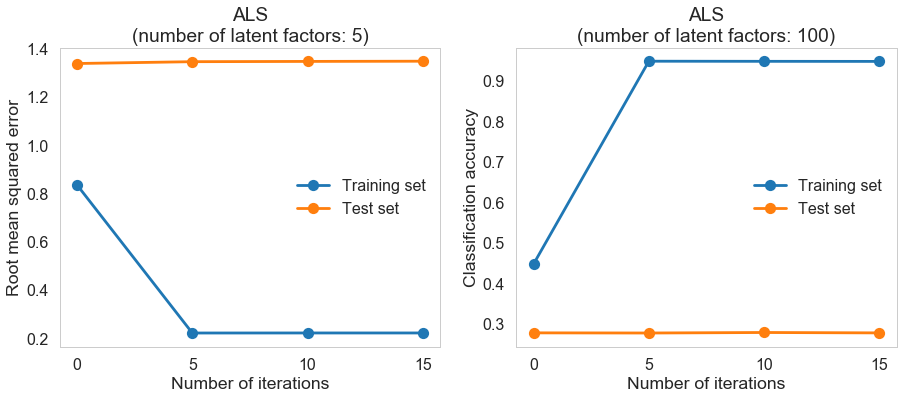 ALS
(number of latent factors: 5)
Root mean squared error
1.4
1.2
1.0
0.8
0.6
0.4
0.2
Training set
Test set
0 5 10 15
Number of iterations
ALS
(number of latent factors: 100)
Classification accuracy
0.9
0.8
0.7
0.6
0.5
0.4
0.3
Training set
Test set
0 5 10 15
Number of iterations